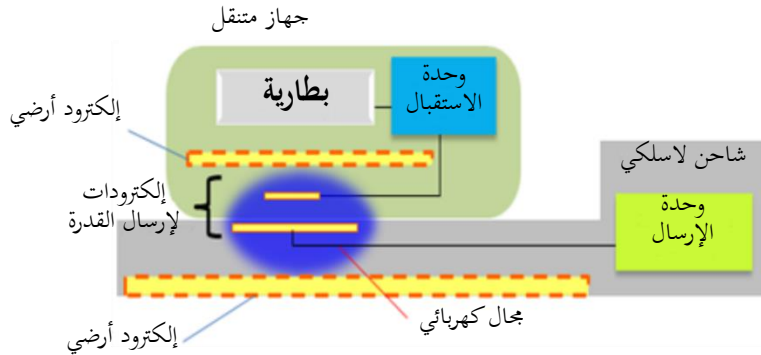 جهاز متنقل
وحدة
الاستقبال
بطارية
إلكترود أرضي
شاحن لاسلكي
إلكترودات
لإرسال القدرة
وحدة
الإرسال
مجال كهربائي
إلكترود أرضي